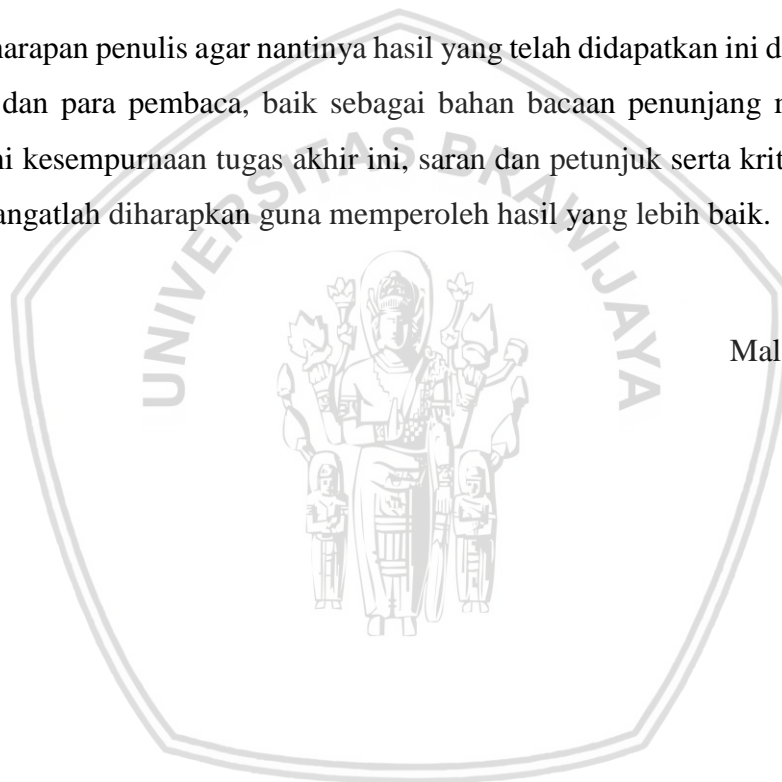 harapan penulis agar nantinya hasil yang telah didapatkan ini d
dan para pembaca, baik sebagai bahan bacaan penunjang
ni kesempurnaan tugas akhir ini, saran dan petunjuk serta krit
angatlah diharapkan guna memperoleh hasil yang lebih baik.
Mal
UNIVERSITAS BRAWIJAYA